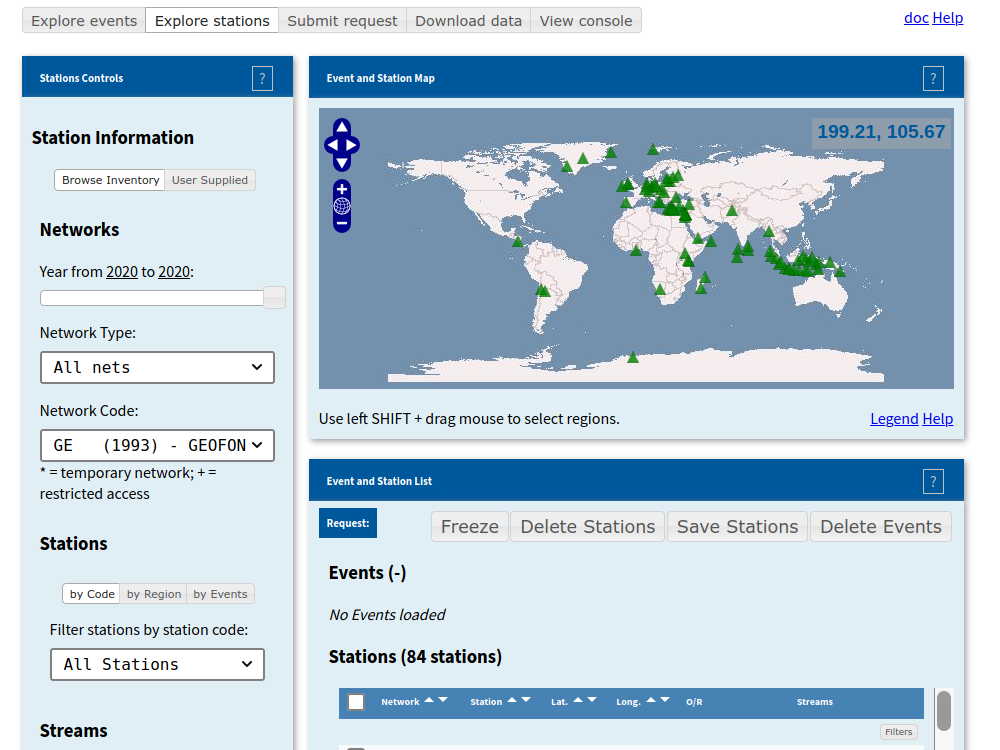 Explore events Explore stations Submit request Download data View console doc Help
Stations Controls ?
Station Information
Browse Inventory User Supplied
Networks
Year from 2020 to 2020:
Network Type:
All nets
Network Code:
GE (1993) - GEOFON
* = temporary network; + =
restricted access
Stations
by Code by Region by Events
Filter stations by station code:
All Stations
Streams
Event and Station Map ?
199.21, 105.67
Use left SHIFT + drag mouse to select regions. Legend Help
Event and Station List ?
Request: Freeze Delete Stations Save Stations Delete Events
Events (-)
No Events loaded
Stations (84 stations)
Network Station Lat. Long. O/R Streams
Filters